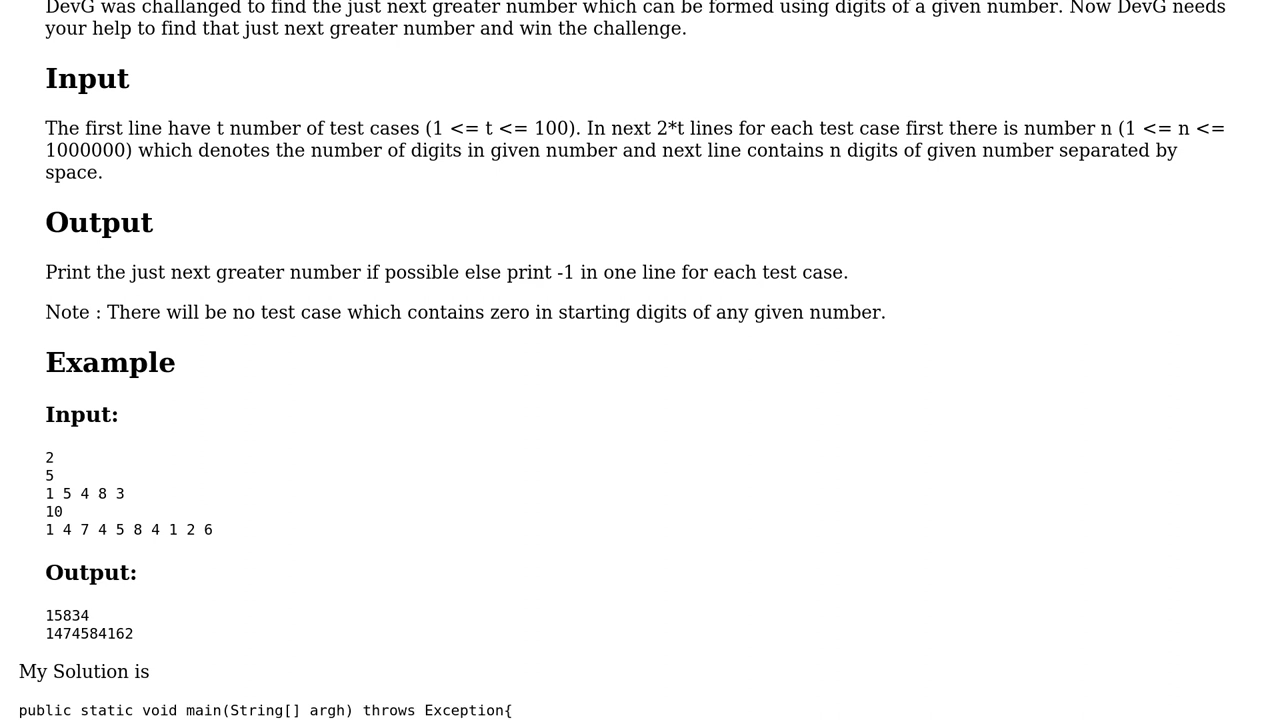 DevG was challanged to find the just next greater number which can be formed using digits of a given number. Now DevG needs
your help to find that just next greater number and win the challenge.
Input
The first line have t number of test cases (1 <= t <= 100). In next 2*t lines for each test case first there is number n (1 <= n <=
1000000) which denotes the number of digits in given number and next line contains n digits of given number separated by
space.
Output
Print the just next greater number if possible else print -1 in one line for each test case.
Note : There will be no test case which contains zero in starting digits of any given number.
Example
Input:
2
5
1 5 4 8 3
10
1 4 7 4 5 8 4 1 2 6
Output:
15834
1474584162
My Solution is
public static void main(String[] argh) throws Exception{